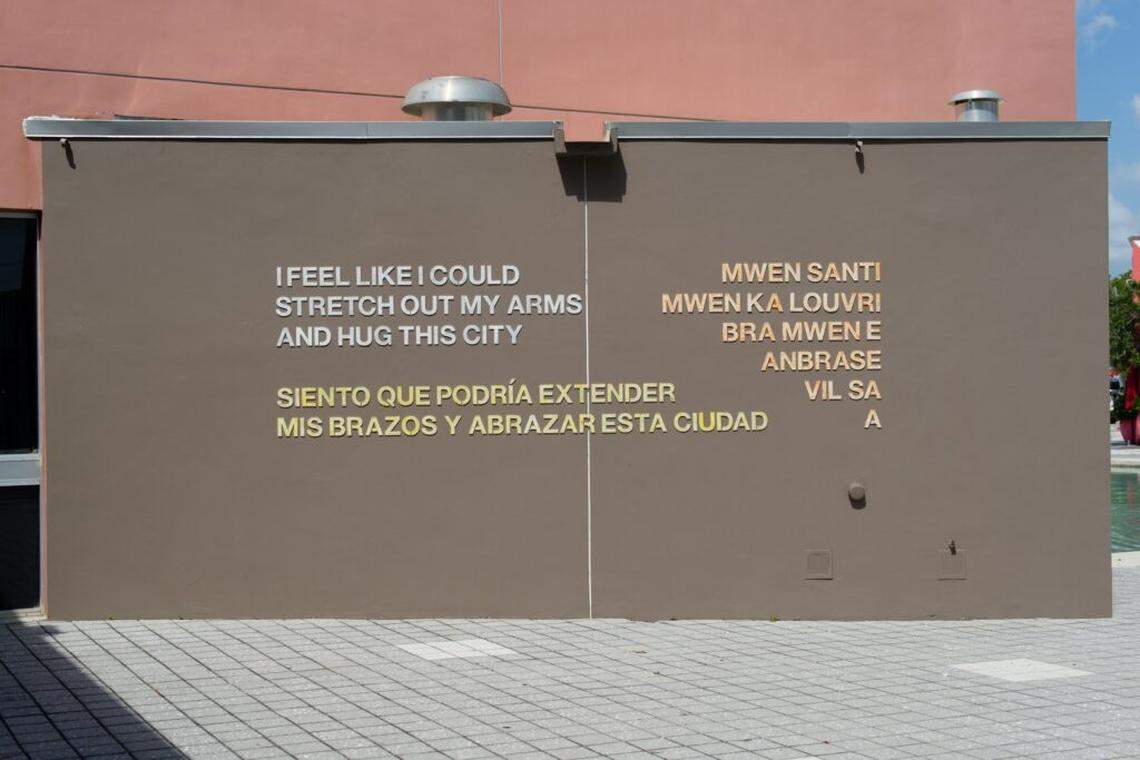 I FEEL LIKE I COULD
STRETCH OUT MY ARMS
AND HUG THIS CITY
SIENTO QUE PODRÍA EXTENDER
MIS BRAZOS Y ABRAZAR ESTA CIUDAD
MWEN SANTI
MWEN KA LOUVRI
BRA MWEN E
ANBRASE
VIL SA
A